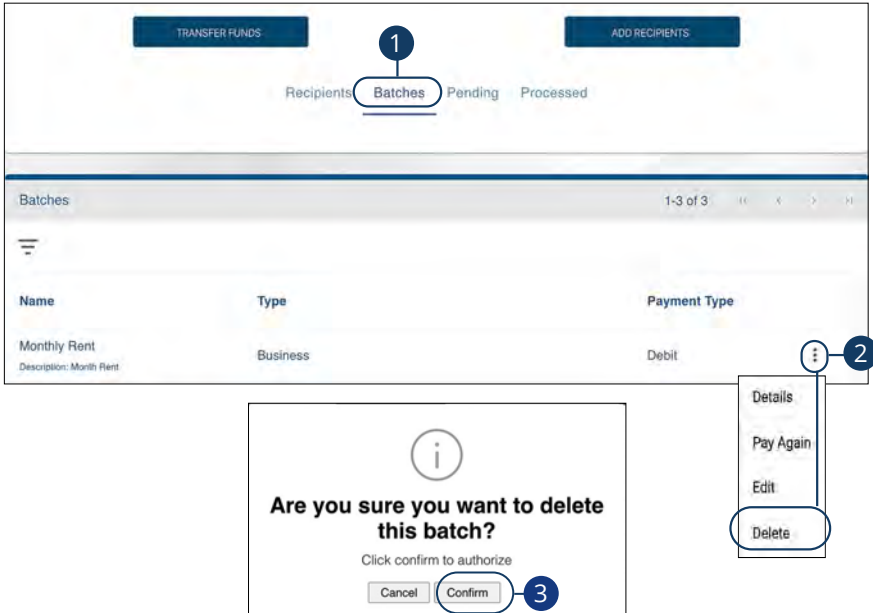 TRANSFER FUNDS ADD RECIPIENTS
1
Recipients Batches Pending Processed
Batches 1-3 of 3
Name Type Payment Type
Monthly Rent
Business Debit 2
Description: Month Rent
Details
Pay Again
Edit
Delete
Are you sure you want to delete
this batch?
Click confirm to authorize
Cancel Confirm 3